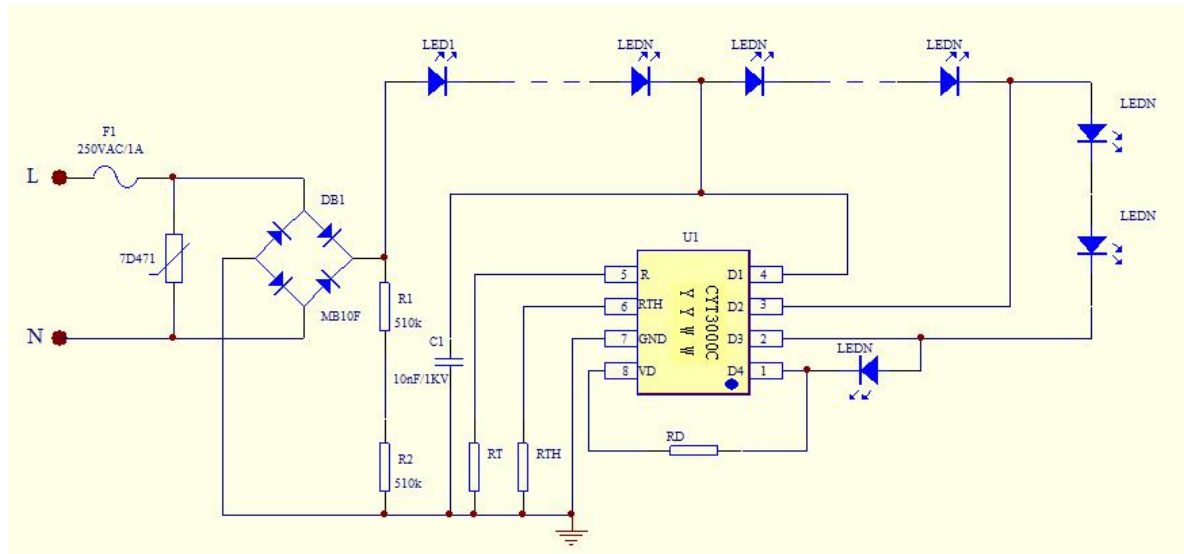 LED1
LEDN
LEDN
LEDN
LEDN
F1
250VAC/1A
L
DB1
LEDN
7D471
U1
5
R
D1
4
6
RTH
D2
3
7
GND
D3
2
8
VD
D4
1
CYT3000C
Y Y W W
R1
510k
MB10F
N
C1
10nF/1KV
LEDN
RD
R2
510k
RT
RTH